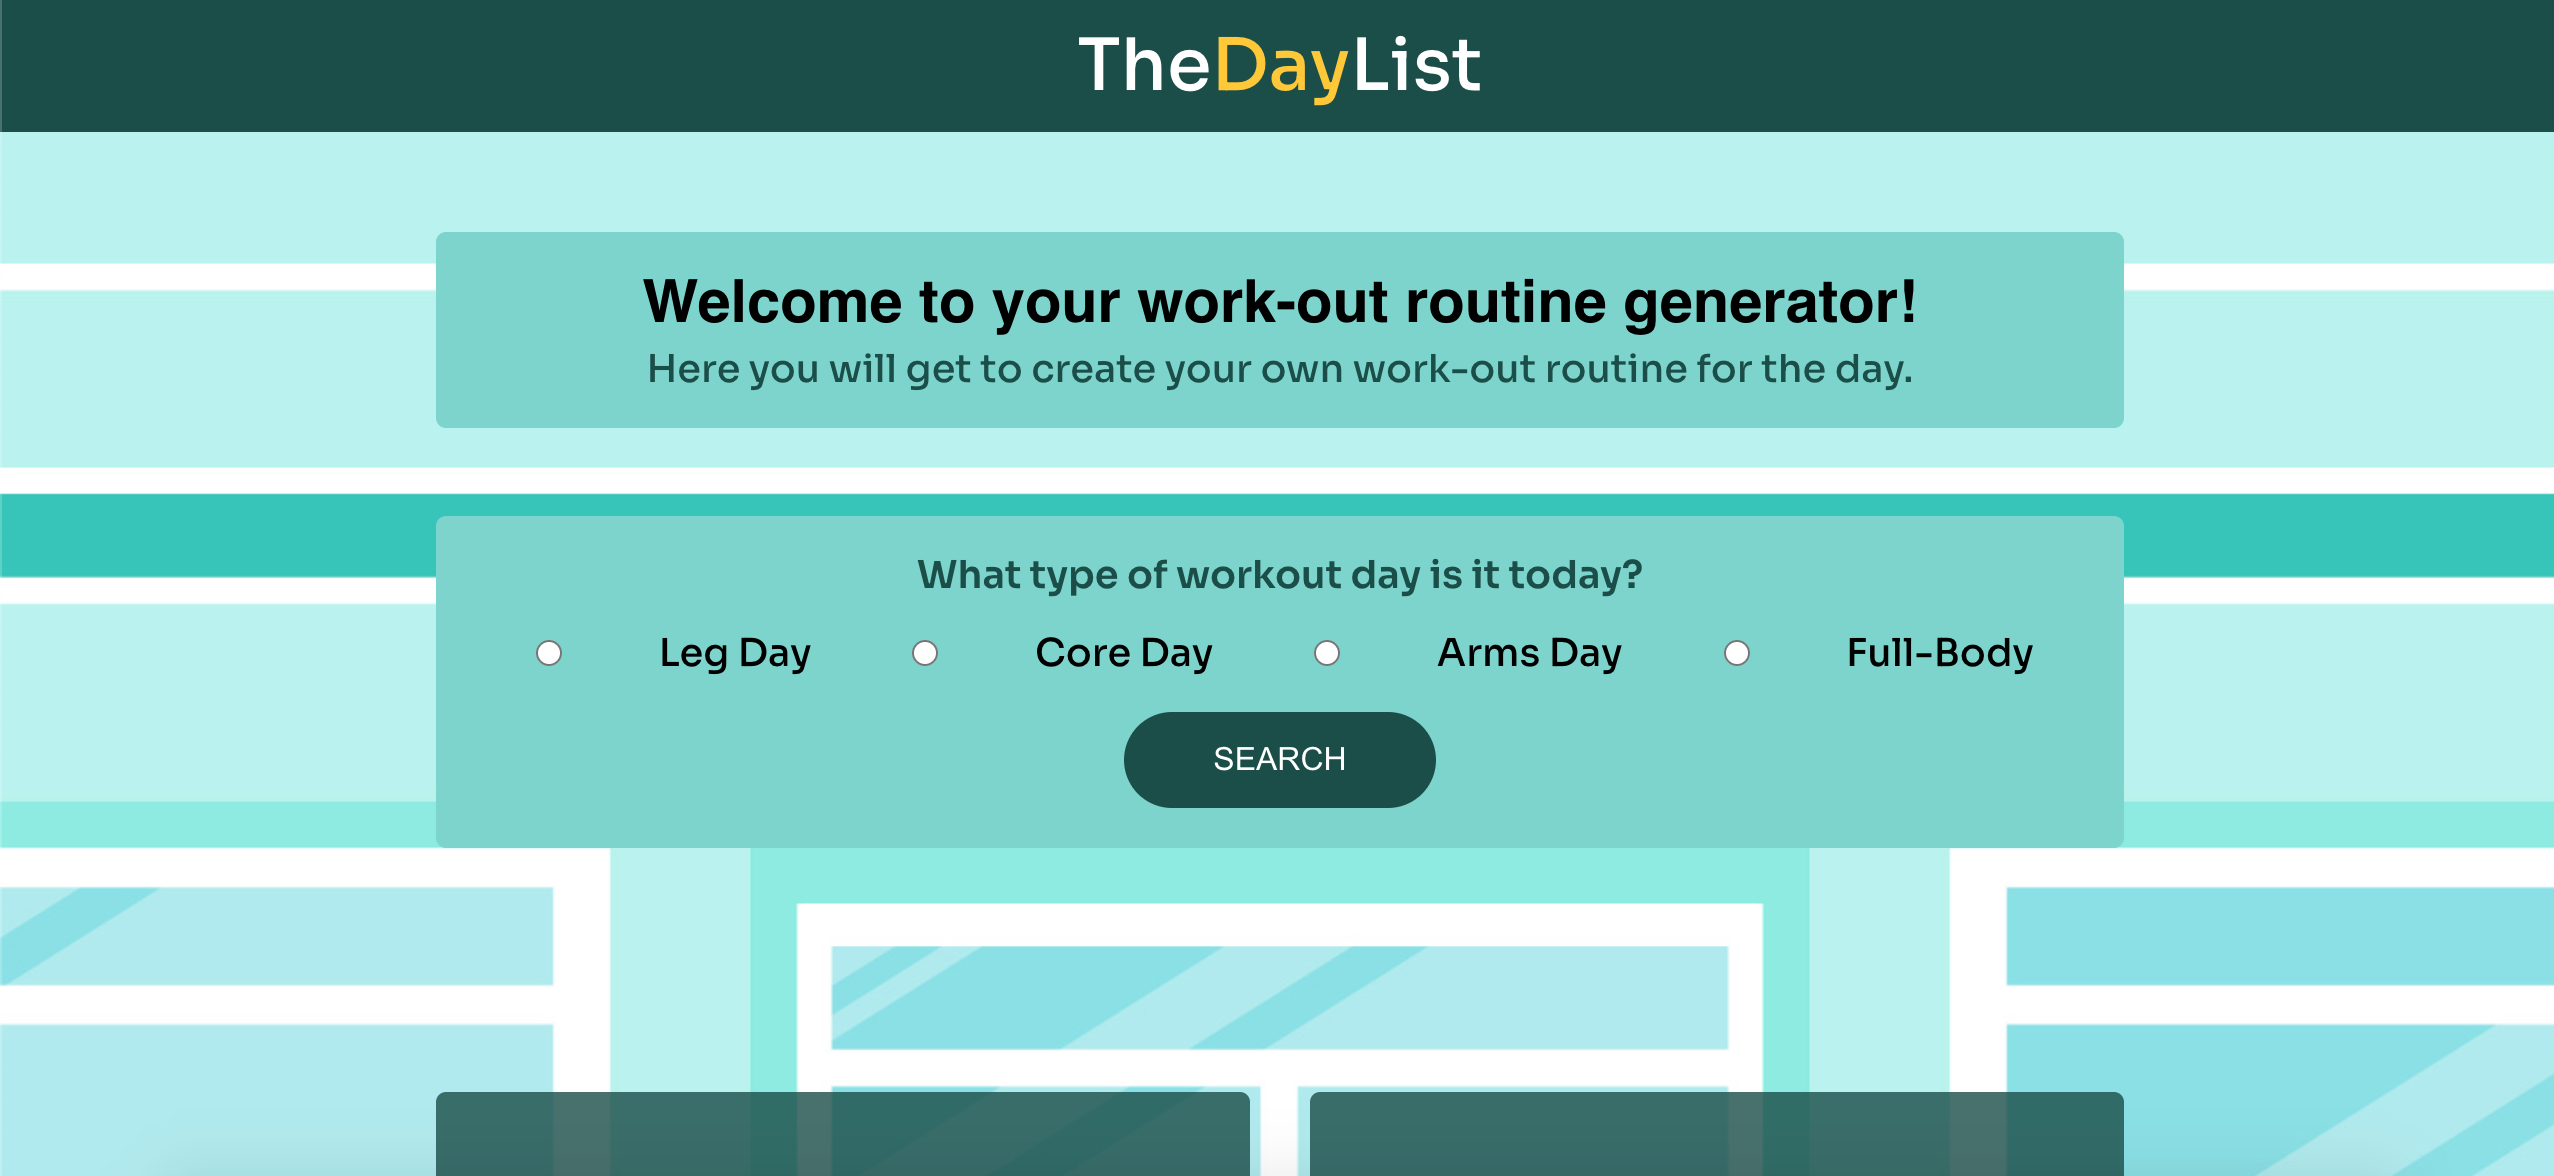 TheDayList
Welcome to your work-out routine generator!
Here you will get to create your own work-out routine for the day.
What type of workout day is it today?
Leg Day Core Day Arms Day Full-Body
SEARCH